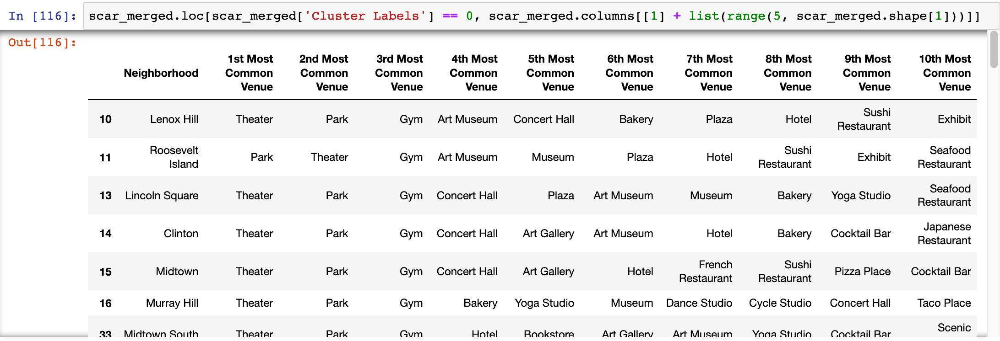 In [116]: scar_merged.loc[scar_merged['Cluster Labels'] == 0, scar_merged.columns[[1] + list(range(5, scar_merged.shape[1]))]]
Out[116]:
Neighborhood 1st Most Common Venue 2nd Most Common Venue 3rd Most Common Venue 4th Most Common Venue 5th Most Common Venue 6th Most Common Venue 7th Most Common Venue 8th Most Common Venue 9th Most Common Venue 10th Most Common Venue
10 Lenox Hill Theater Park Gym Art Museum Concert Hall Bakery Plaza Hotel Sushi Restaurant Exhibit
11 Roosevelt Island Park Theater Gym Art Museum Museum Plaza Hotel Sushi Restaurant Exhibit Seafood Restaurant
13 Lincoln Square Theater Park Gym Concert Hall Plaza Art Museum Museum Bakery Yoga Studio Seafood Restaurant
14 Clinton Theater Park Gym Concert Hall Art Gallery Art Museum Hotel Bakery Cocktail Bar Japanese Restaurant
15 Midtown Theater Park Gym Concert Hall Art Gallery Hotel French Restaurant Sushi Restaurant Pizza Place Cocktail Bar
16 Murray Hill Theater Park Gym Bakery Yoga Studio Museum Dance Studio Cycle Studio Concert Hall Taco Place
33 Midtown South Theater Park Gym Hotel Bookstore Art Gallery Art Museum Yoga Studio Cocktail Bar Scenic